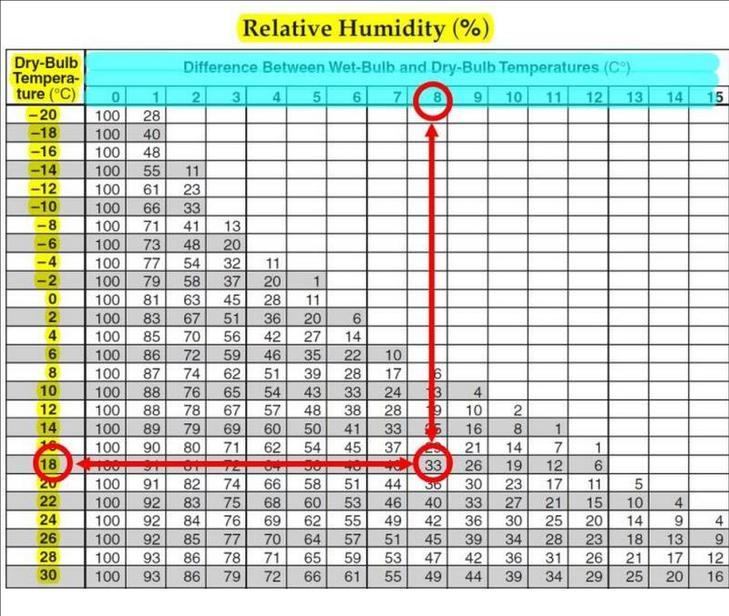 Relative Humidity (%)
Dry-Bulb Tempera- ture (°C) Difference Between Wet-Bulb and Dry-Bulb Temperatures (C°)
0 1 2 3 4 5 6 7 8 9 10 11 12 13 14 15
–20 100 28
–18 100 40
–16 100 48
–14 100 55 11
–12 100 61 23
–10 100 66 33
–8 100 71 41 13
–6 100 73 48 20
–4 100 77 54 32 11
–2 100 79 58 37 20 1
0 100 81 63 45 28 11
2 100 83 67 51 36 20 6
4 100 85 70 56 42 27 14
6 100 86 72 59 46 35 22 10
8 100 87 74 62 51 39 28 17 6
10 100 88 76 65 54 43 33 24 13 4
12 100 88 78 67 57 48 38 28 19 10 2
14 100 89 79 69 60 50 41 33 25 16 8 1
16 100 90 80 71 62 54 45 37 29 21 14 7 1
18 100 91 81 72 64 33 26 19 12 6
20 100 91 82 74 66 58 51 44 36 30 23 17 11 5
22 100 92 83 75 68 60 53 46 40 33 27 21 15 10 4
24 100 92 84 76 69 62 55 49 42 36 30 25 20 14 9 4
26 100 92 85 77 70 64 57 51 45 39 34 28 23 18 13 9
28 100 93 86 78 71 65 59 53 47 42 36 31 26 21 17 12
30 100 93 86 79 72 66 61 55 49 44 39 34 29 25 20 16